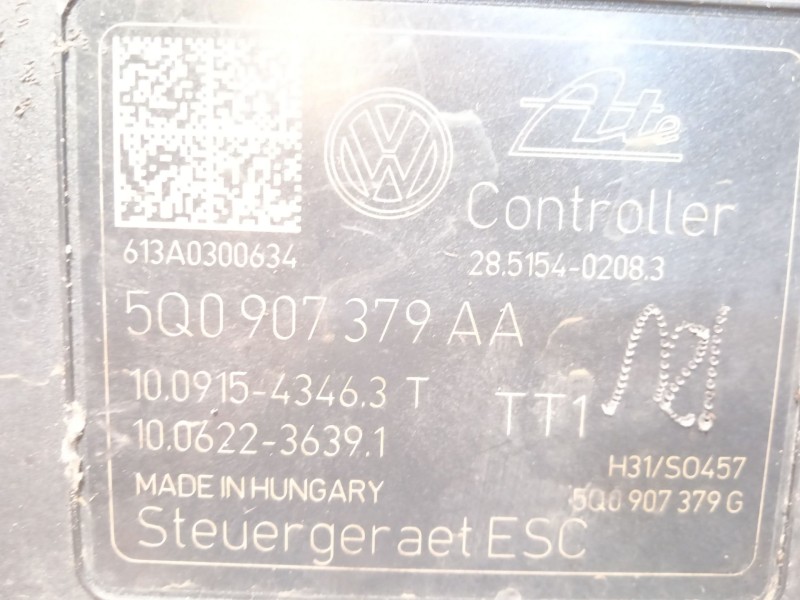 Ate
Controller
613A0300634
28.5154-0208.3
5Q0 907 379 AA
10.0915-4346.3 T
TT1
10.0622-3639.1
H31/S0457
MADE IN HUNGARY
5Q0 907 379 G
Steuergeraet ESC